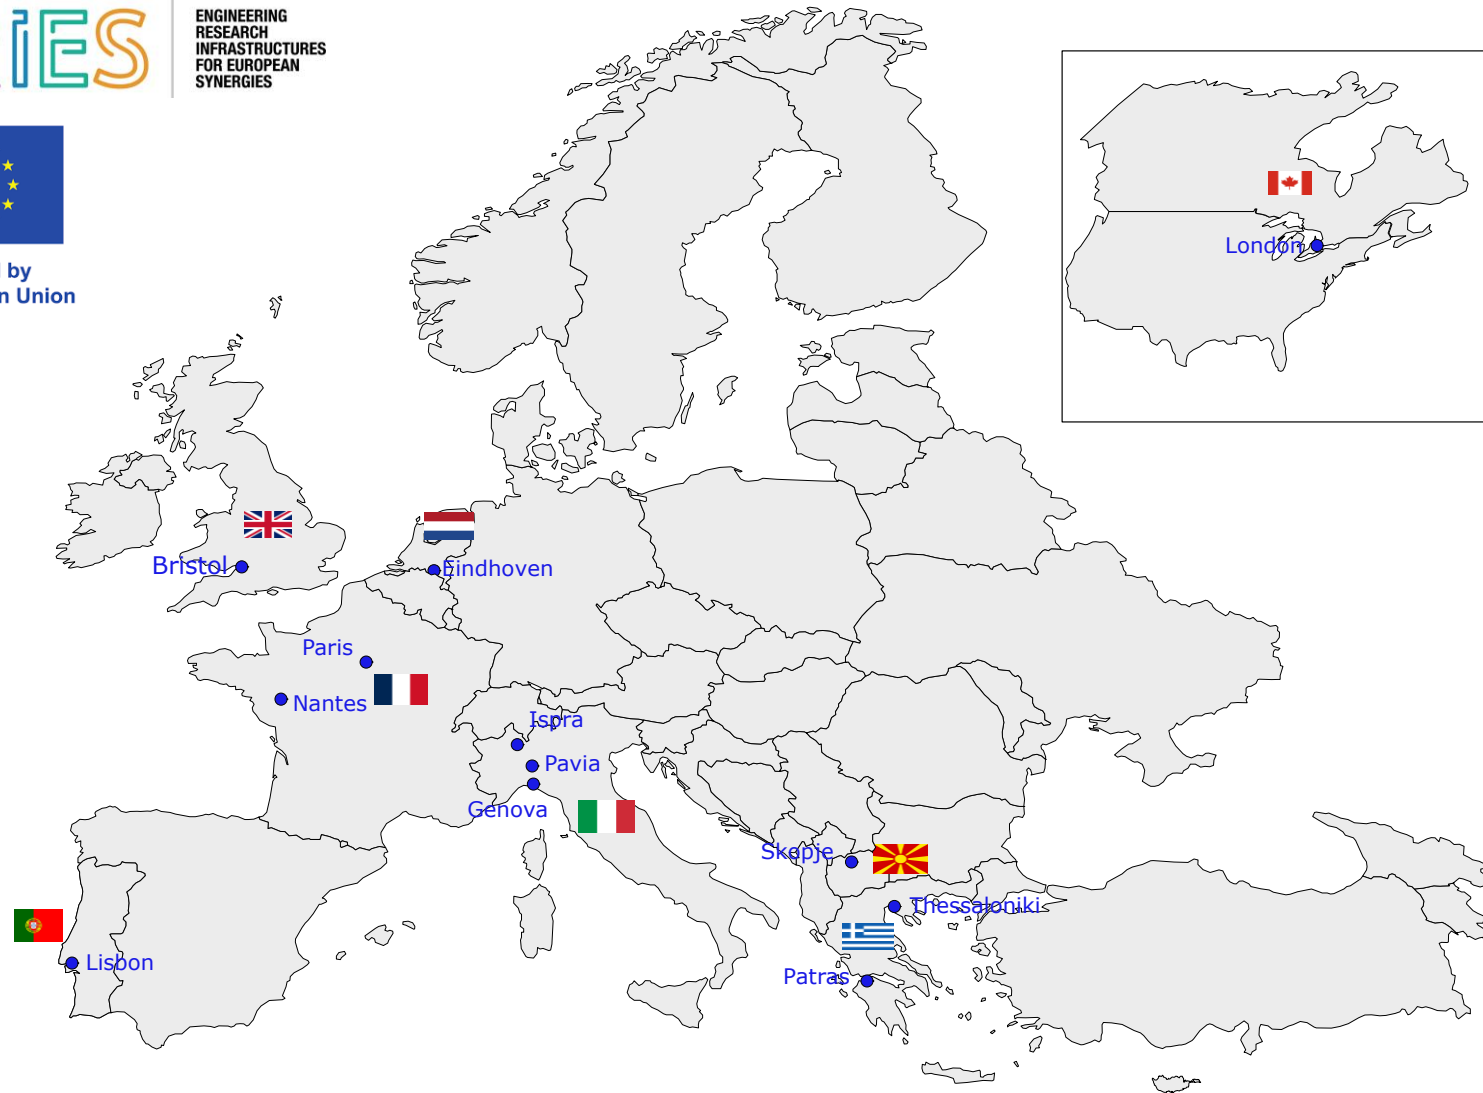 iES
ENGINEERING
RESEARCH
INFRASTRUCTURES
FOR EUROPEAN
SYNERGIES
by
n Union
London
Bristol
Eindhoven
Paris
Nantes
Ispra
Pavia
Genova
Skopje
Thessaloniki
Lisbon
Patras